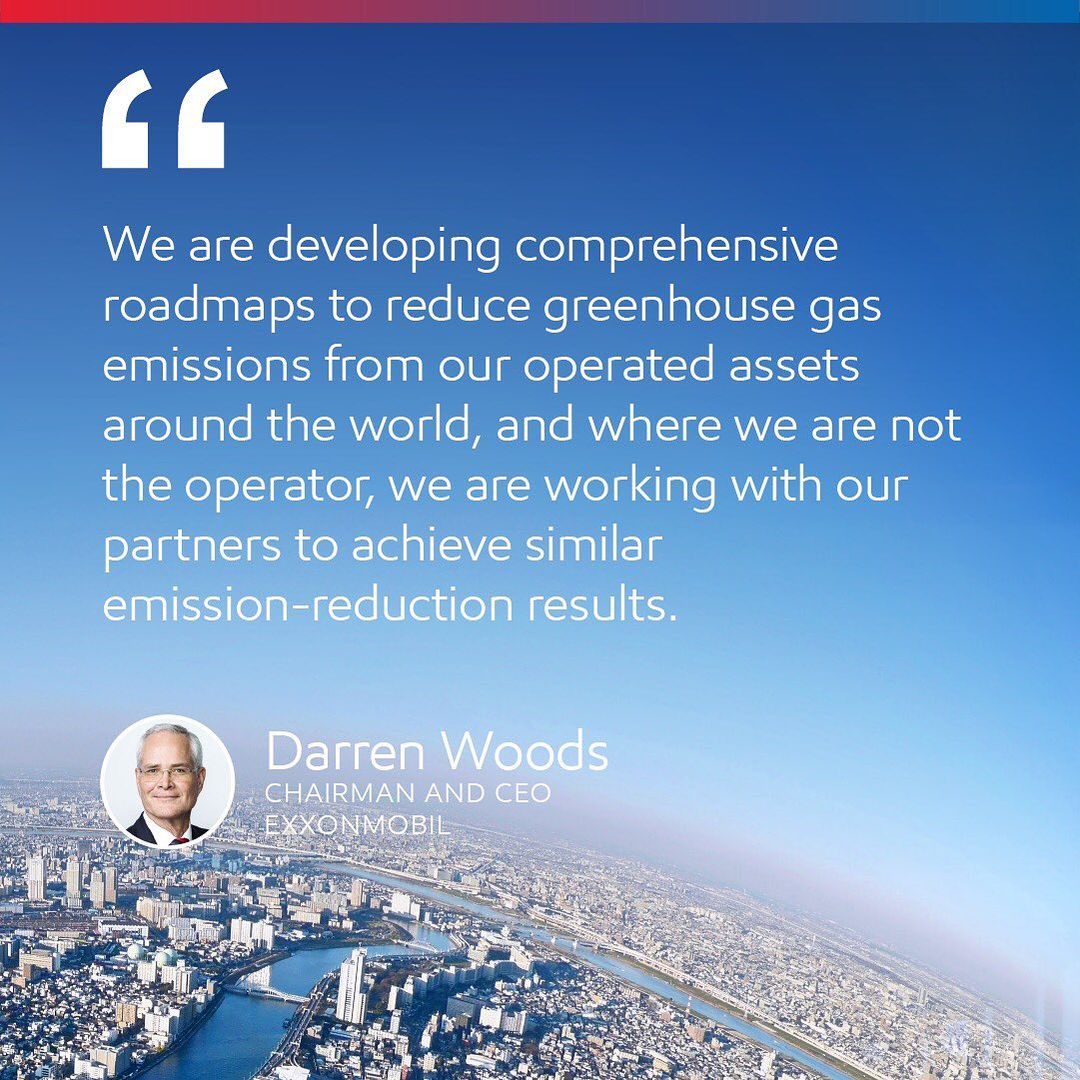 “
We are developing comprehensive
roadmaps to reduce greenhouse gas
emissions from our operated assets
around the world, and where we are not
the operator, we are working with our
partners to achieve similar
emission-reduction results.
Darren Woods
CHAIRMAN AND CEO
EXXONMOBIL